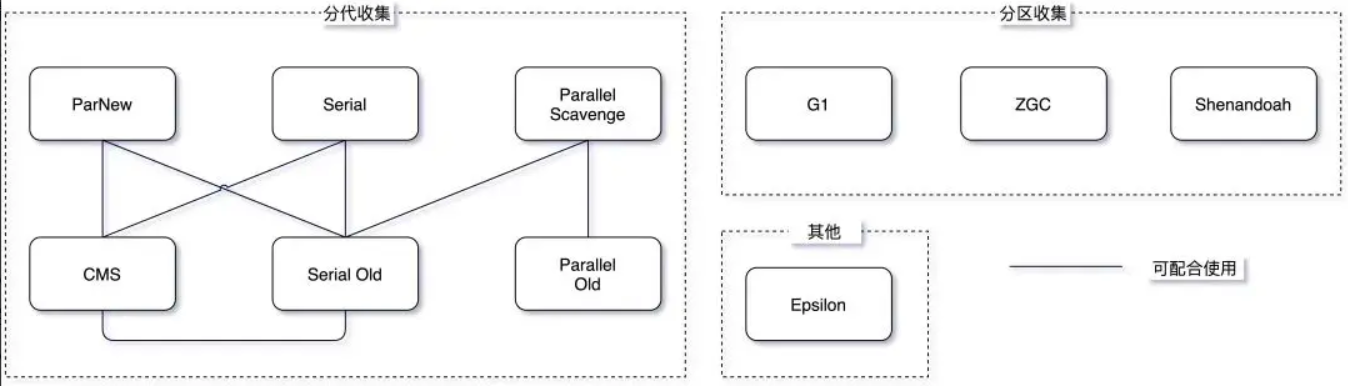 分代收集
ParNew
Serial
Parallel
Scavenge
CMS
Serial Old
Parallel
Old
分区收集
G1
ZGC
Shenandoah
其他
Epsilon
可配合使用